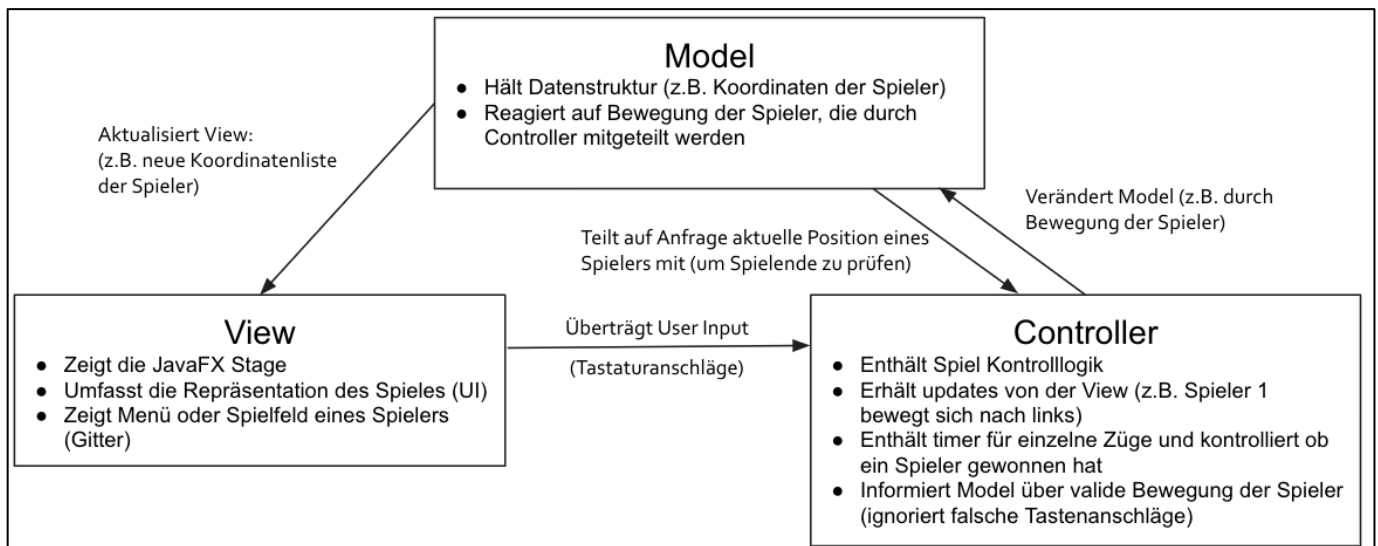 Model
● Hält Datenstruktur (z.B. Koordinaten der Spieler)
● Reagiert auf Bewegung der Spieler, die durch
Controller mitgeteilt werden
Aktualisiert View:
(z.B. neue Koordinatenliste
der Spieler)
Verändert Model (z.B. durch
Bewegung der Spieler)
Teilt auf Anfrage aktuelle Position eines
Spielers mit (um Spielende zu prüfen)
View
● Zeigt die JavaFX Stage
● Umfasst die Repräsentation des Spieles (UI)
● Zeigt Menü oder Spielfeld eines Spielers
(Gitter)
Überträgt User Input
(Tastaturanschläge)
Controller
● Enthält Spiel Kontrolllogik
● Erhält updates von der View (z.B. Spieler 1
bewegt sich nach links)
● Enthält timer für einzelne Züge und kontrolliert ob
ein Spieler gewonnen hat
● Informiert Model über valide Bewegung der Spieler
(ignoriert falsche Tastenanschläge)